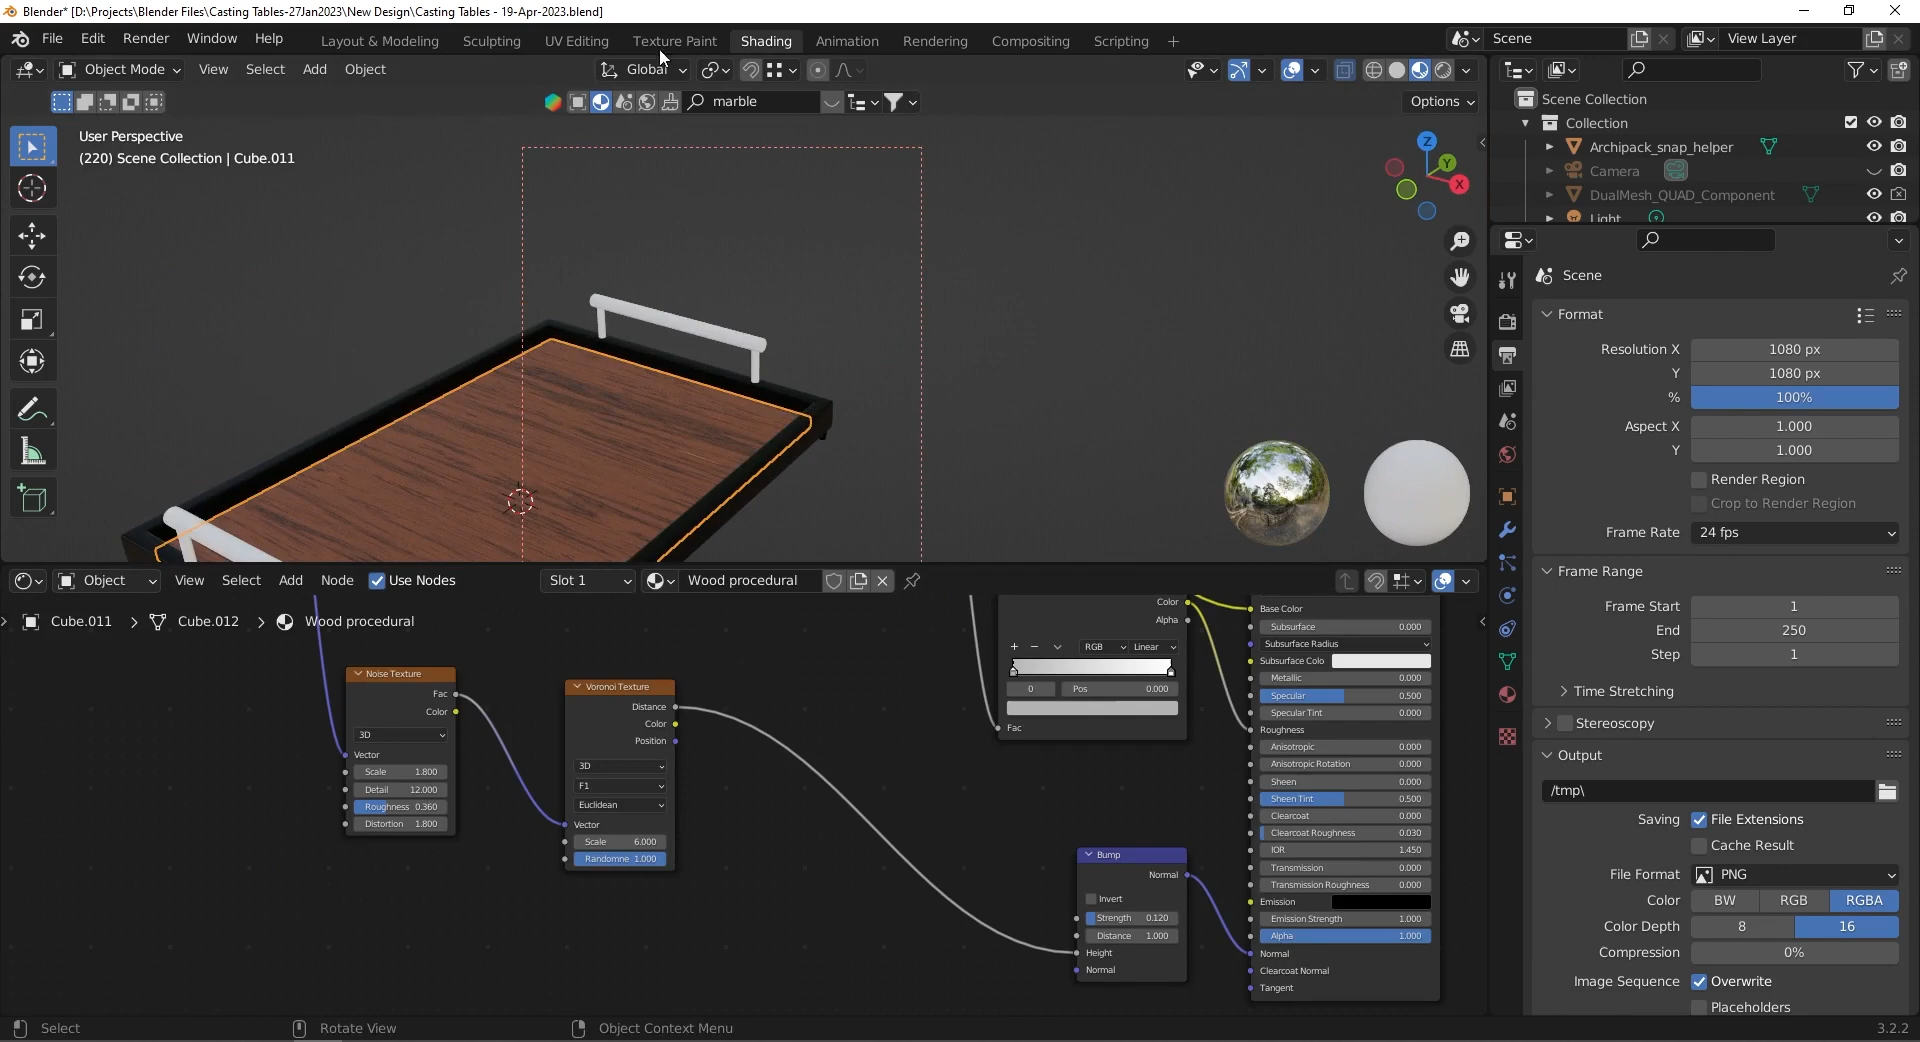 Blender* [D:\Projects\Blender Files\Casting Tables-27Jan2023\New Design\Casting Tables - 19-Apr-2023.blend]
File Edit Render Window Help Layout & Modeling Sculpting UV Editing Texture Paint Shading Animation Rendering Compositing Scripting + Scene View Layer
Object Mode View Select Add Object Global
marble Options
User Perspective
(220) Scene Collection | Cube.011
Z
Y
X
Scene Collection
Collection
Archipack_snap_helper
Camera
DualMesh_QUAD_Component
Light
Scene
Format
Resolution X 1080 px
Y 1080 px
% 100%
Aspect X 1.000
Y 1.000
Render Region
Crop to Render Region
Frame Rate 24 fps
Frame Range
Frame Start 1
End 250
Step 1
Time Stretching
Stereoscopy
Output
/tmp\
Saving File Extensions
Cache Result
File Format PNG
Color BW RGB RGBA
Color Depth 8 16
Compression 0%
Image Sequence Overwrite
Placeholders
Object View Select Add Node Use Nodes Slot 1 Wood procedural
Cube.011 > Cube.012 > Wood procedural
Noise Texture
Fac
Color
3D
Vector
Scale 1.800
Detail 12.000
Roughness 0.360
Distortion 1.800
Voronoi Texture
Distance
Color
Position
3D
F1
Euclidean
Vector
Scale 6.000
Randomne 1.000
Color
Alpha
+ − RGB Linear
0 Pos 0.000
Fac
Bump
Normal
Invert
Strength 0.120
Distance 1.000
Height
Normal
Base Color
Subsurface 0.000
Subsurface Radius
Subsurface Colo
Metallic 0.000
Specular 0.500
Specular Tint 0.000
Roughness
Anisotropic 0.000
Anisotropic Rotation 0.000
Sheen 0.000
Sheen Tint 0.500
Clearcoat 0.000
Clearcoat Roughness 0.030
IOR 1.450
Transmission 0.000
Transmission Roughness 0.000
Emission
Emission Strength 1.000
Alpha 1.000
Normal
Clearcoat Normal
Tangent
Select Rotate View Object Context Menu 3.2.2